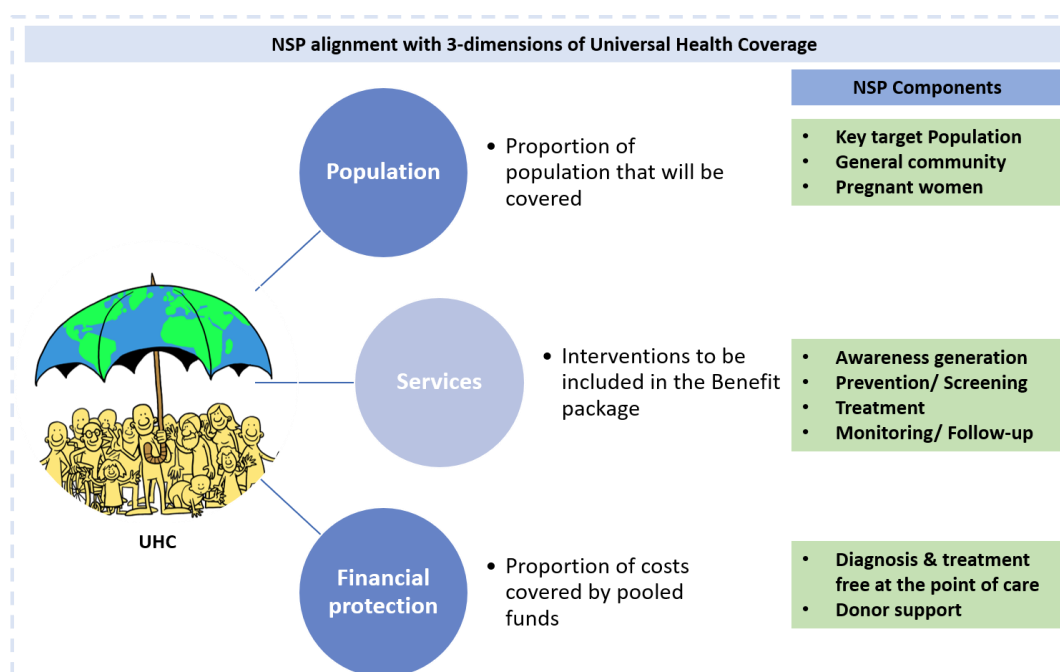 NSP alignment with 3-dimensions of Universal Health Coverage
NSP Components
Population
• Proportion of
population that will be
covered
• Key target Population
• General community
• Pregnant women
Services
• Interventions to be
included in the Benefit
package
• Awareness generation
• Prevention/ Screening
• Treatment
• Monitoring/ Follow-up
UHC
Financial
protection
• Proportion of costs
covered by pooled
funds
• Diagnosis & treatment
free at the point of care
• Donor support